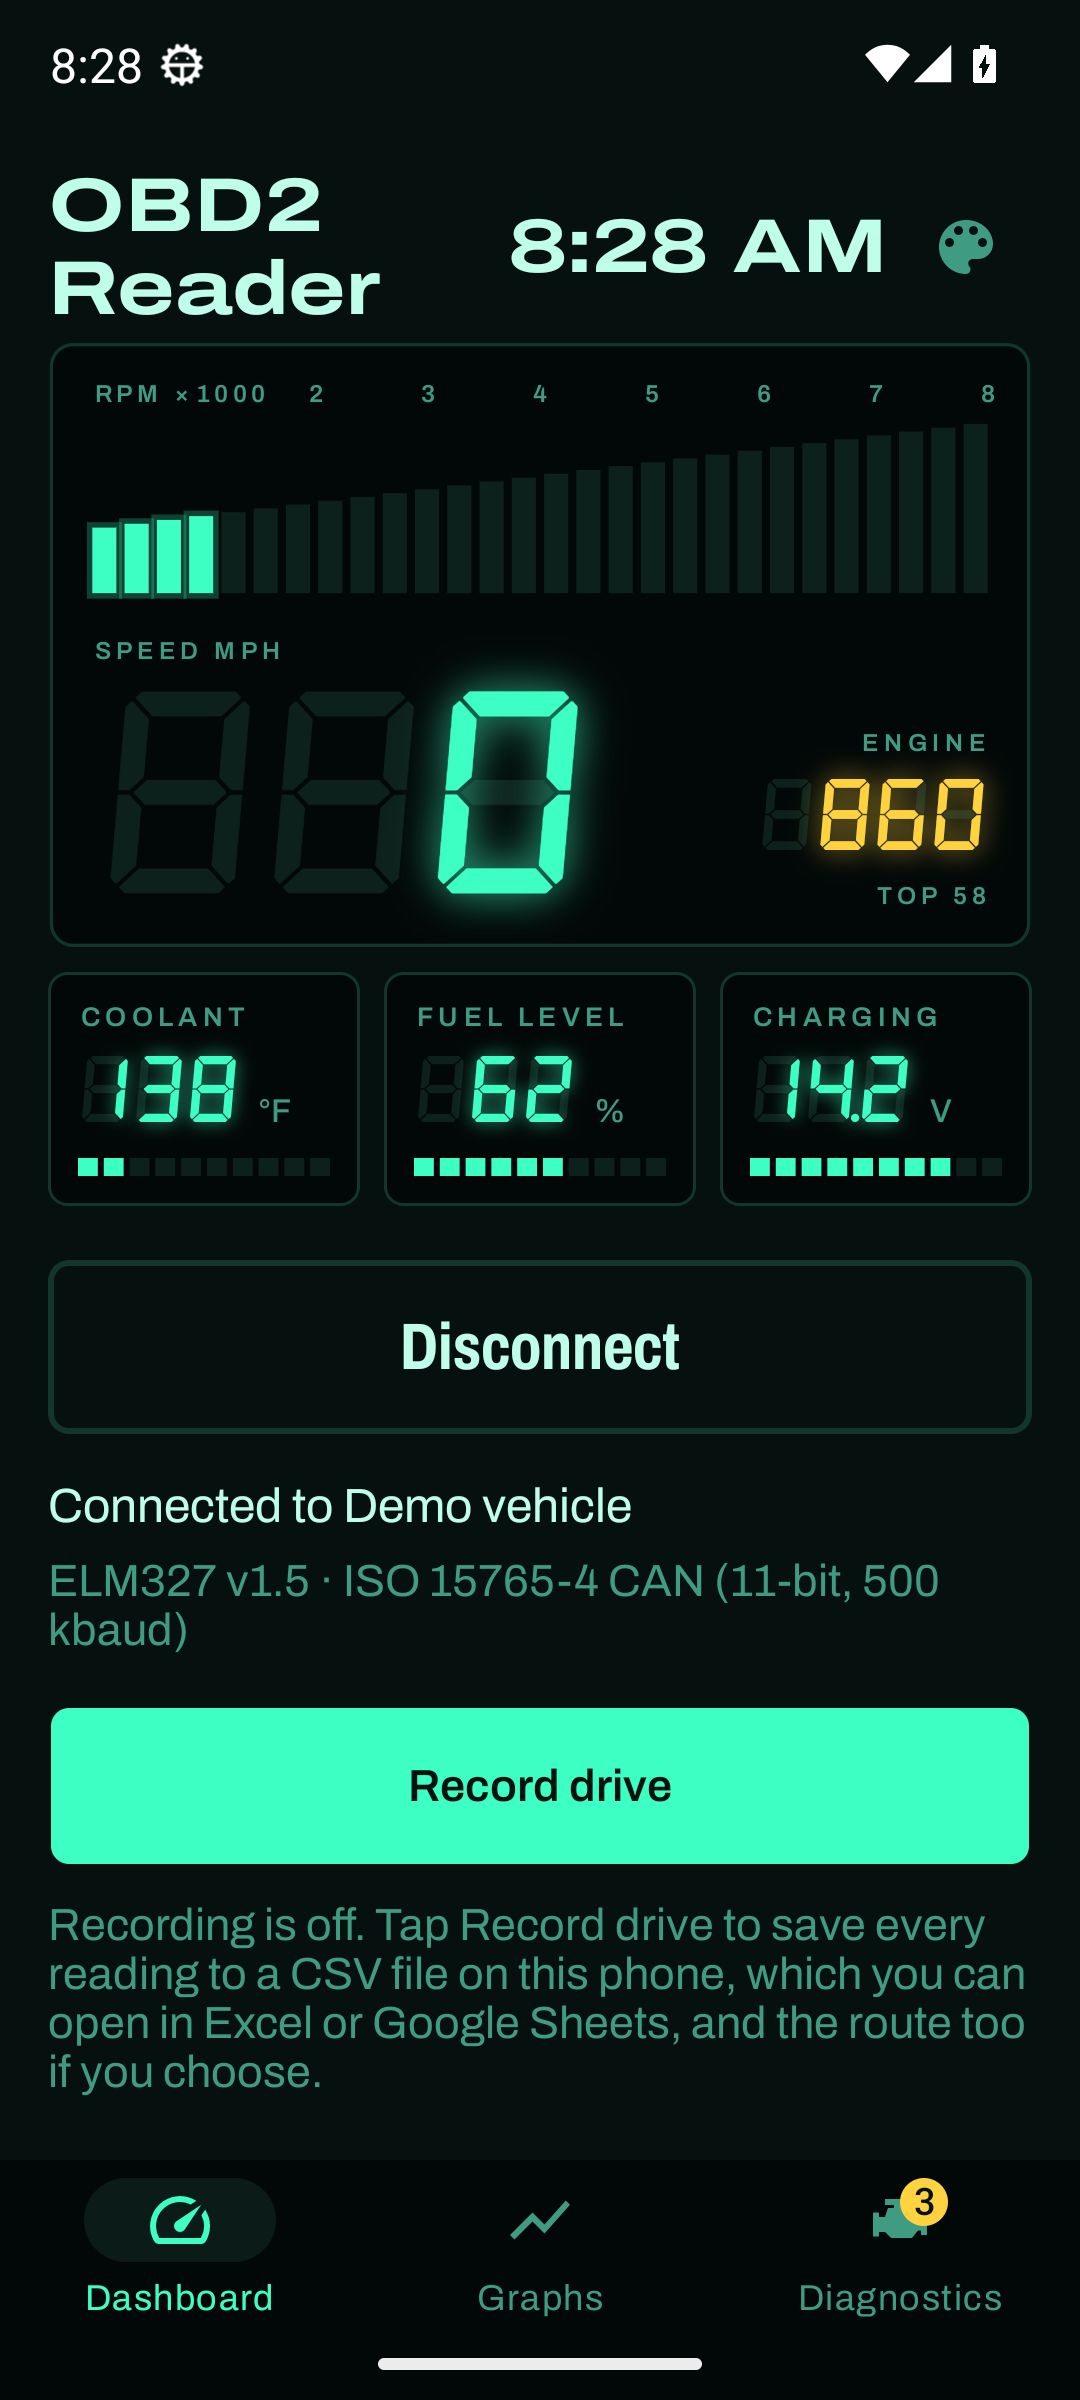 8:28
OBD2
Reader
8:28 AM
RPM ×1000 2 3 4 5 6 7 8
SPEED MPH
0
ENGINE
860
TOP 58
COOLANT
138 °F
FUEL LEVEL
62 %
CHARGING
14.2 V
Disconnect
Connected to Demo vehicle
ELM327 v1.5 · ISO 15765-4 CAN (11-bit, 500
kbaud)
Record drive
Recording is off. Tap Record drive to save every
reading to a CSV file on this phone, which you can
open in Excel or Google Sheets, and the route too
if you choose.
3
Dashboard
Graphs
Diagnostics